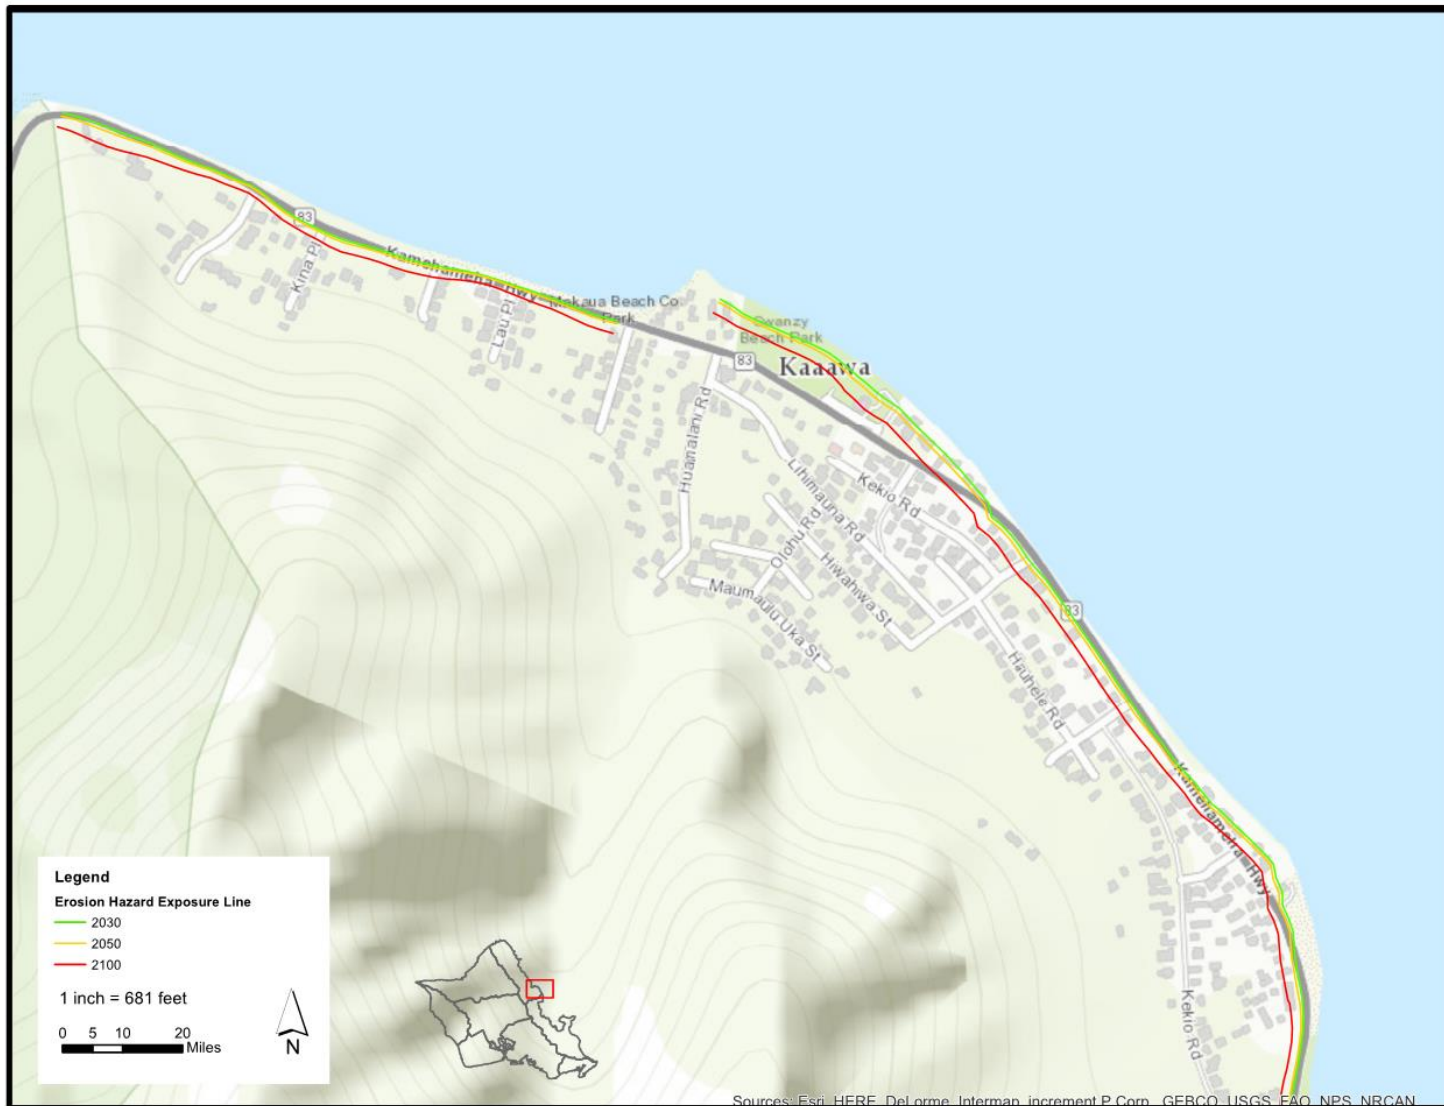 83
Kina Pl
Kamehameha Hwy
Lau Pl
Makaua Beach Co
Park
Swanzy
Beach Park
83
Kaaawa
Huamalani Rd
Lihimauna Rd
Kekio Rd
Olohu Rd
Hiwahiwa St
Maumaulu Uka St
83
Hauhele Rd
Kamehameha Hwy
Kekio Rd
Legend
Erosion Hazard Exposure Line
2030
2050
2100
1 inch = 681 feet
0 5 10 20
Miles
N
Sources: Esri, HERE, DeLorme, Intermap, increment P Corp., GEBCO, USGS, FAO, NPS, NRCAN,